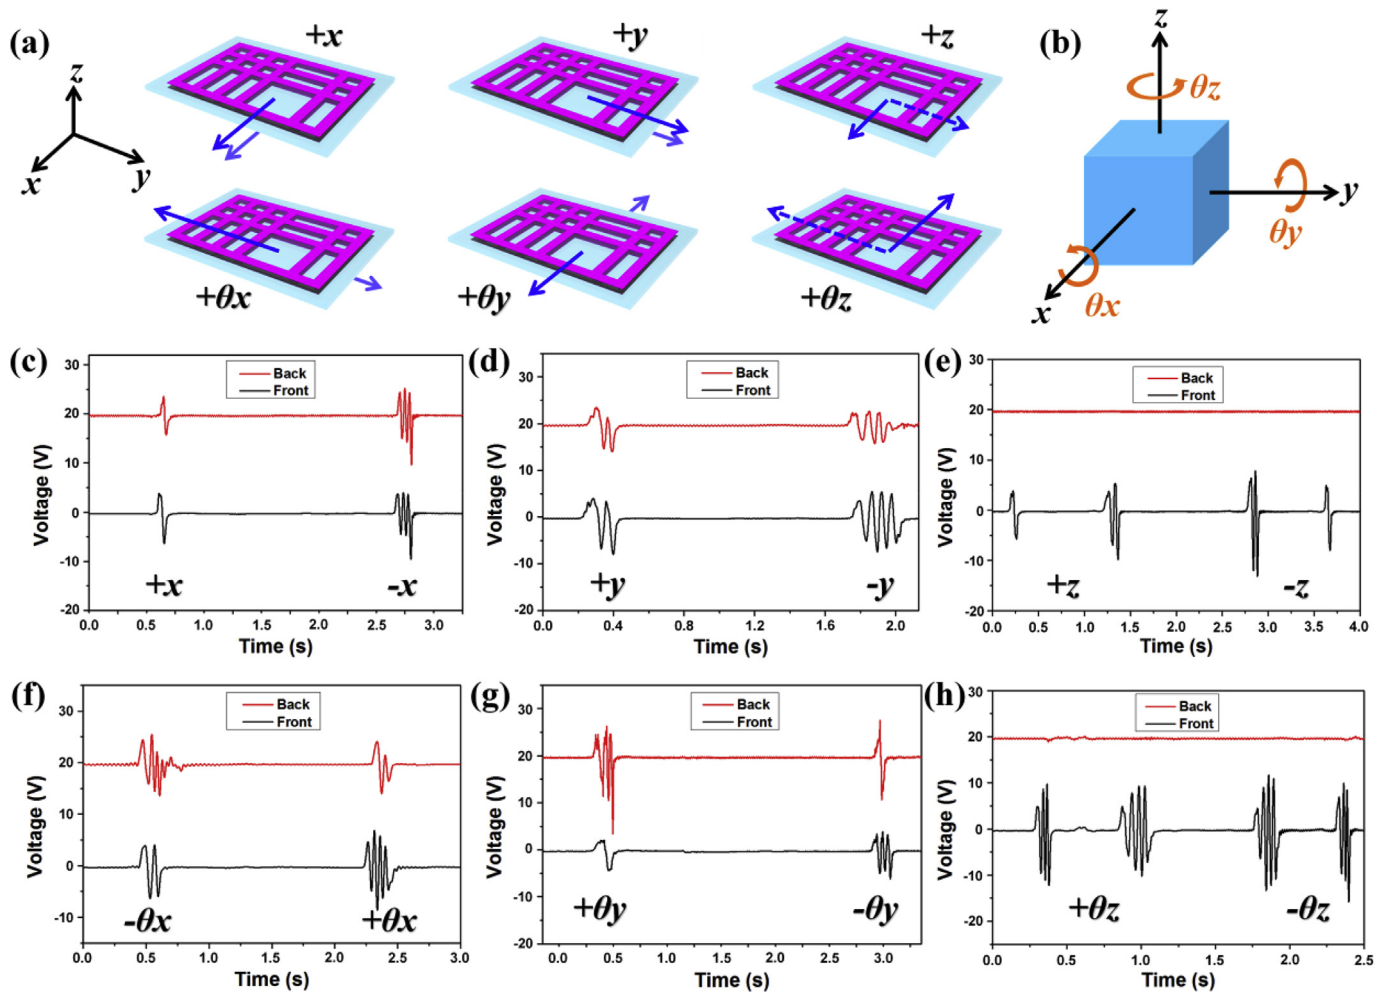 (a)
+x
+y
+z
(b)
z
θz
z
x
y
y
θy
θx
x
+θx
+θy
+θz
(c)
Back
Front
30
20
10
0
-10
-20
Voltage (V)
+x
-x
0.0 0.5 1.0 1.5 2.0 2.5 3.0
Time (s)
(d)
Back
Front
30
20
10
0
-10
-20
Voltage (V)
+y
-y
0.0 0.4 0.8 1.2 1.6 2.0
Time (s)
(e)
Back
Front
30
20
10
0
-10
-20
Voltage (V)
+z
-z
0.0 0.5 1.0 1.5 2.0 2.5 3.0 3.5 4.0
Time (s)
(f)
Back
Front
30
20
10
0
-10
Voltage (V)
-θx
+θx
0.0 0.5 1.0 1.5 2.0 2.5 3.0
Time (s)
(g)
Back
Front
30
20
10
0
-10
-20
Voltage (V)
+θy
-θy
0.0 0.5 1.0 1.5 2.0 2.5 3.0
Time (s)
(h)
Back
Front
30
20
10
0
-10
-20
Voltage (V)
+θz
-θz
0.0 0.5 1.0 1.5 2.0 2.5
Time (s)